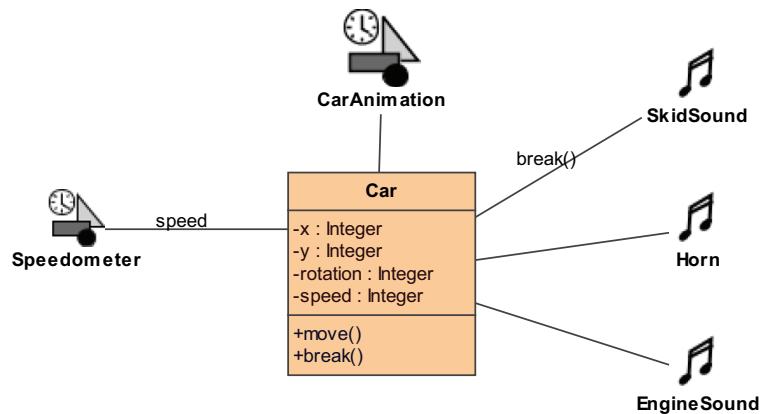 CarAnimation
SkidSound
break()
Car
-x : Integer
-y : Integer
-rotation : Integer
-speed : Integer
+move()
+break()
speed
Speedometer
Horn
EngineSound